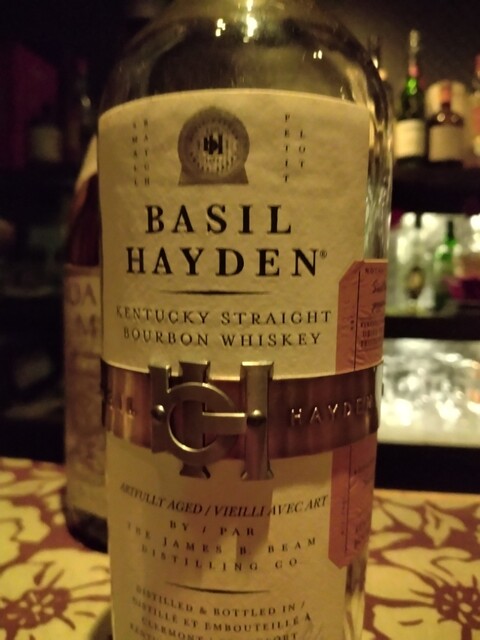 SMALL BATCH
PETIT LOT
BASIL
HAYDEN®
KENTUCKY STRAIGHT
BOURBON WHISKEY
HAYDEN
ARTFULLY AGED / VIEILLI AVEC ART
BY / PAR
THE JAMES B. BEAM
DISTILLING CO
DISTILLED & BOTTLED IN /
DISTILLÉ ET EMBOUTEILLÉ À
CLERMONT